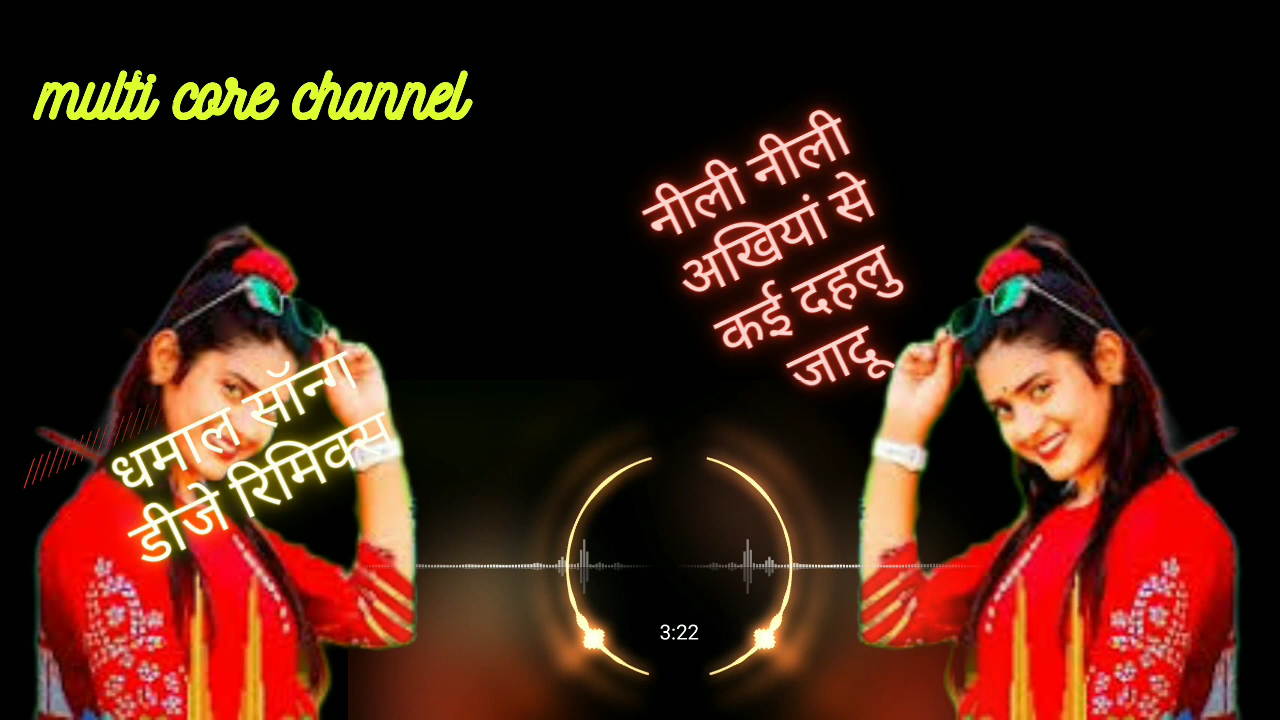 multi core channel
नीली नीली
अखियां से
कई दहलु
जादू
धमाल सॉन्ग
डीजे रिमिक्स
3:22